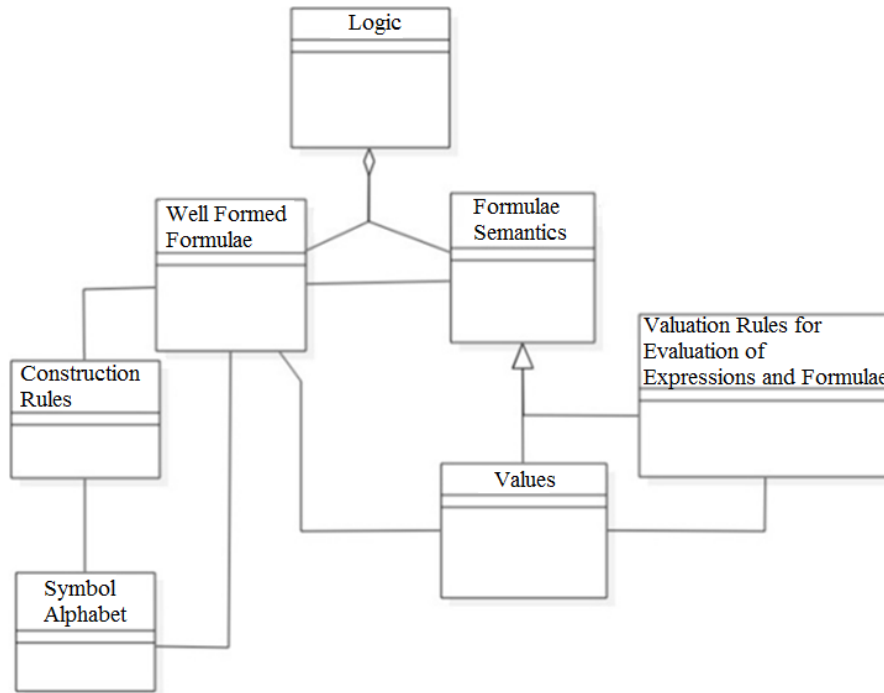 Logic
Well Formed
Formulae
Formulae
Semantics
Valuation Rules for
Evaluation of
Expressions and Formulae
Construction
Rules
Values
Symbol
Alphabet